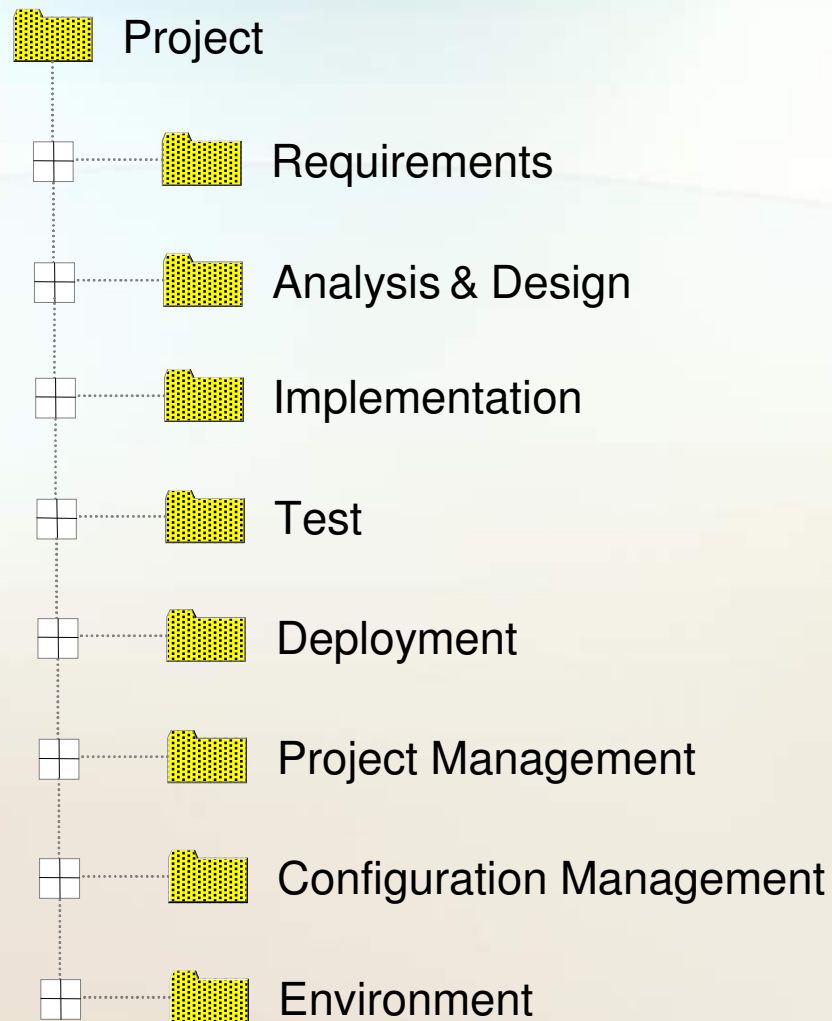 Project
Requirements
Analysis & Design
Implementation
Test
Deployment
Project Management
Configuration Management
Environment